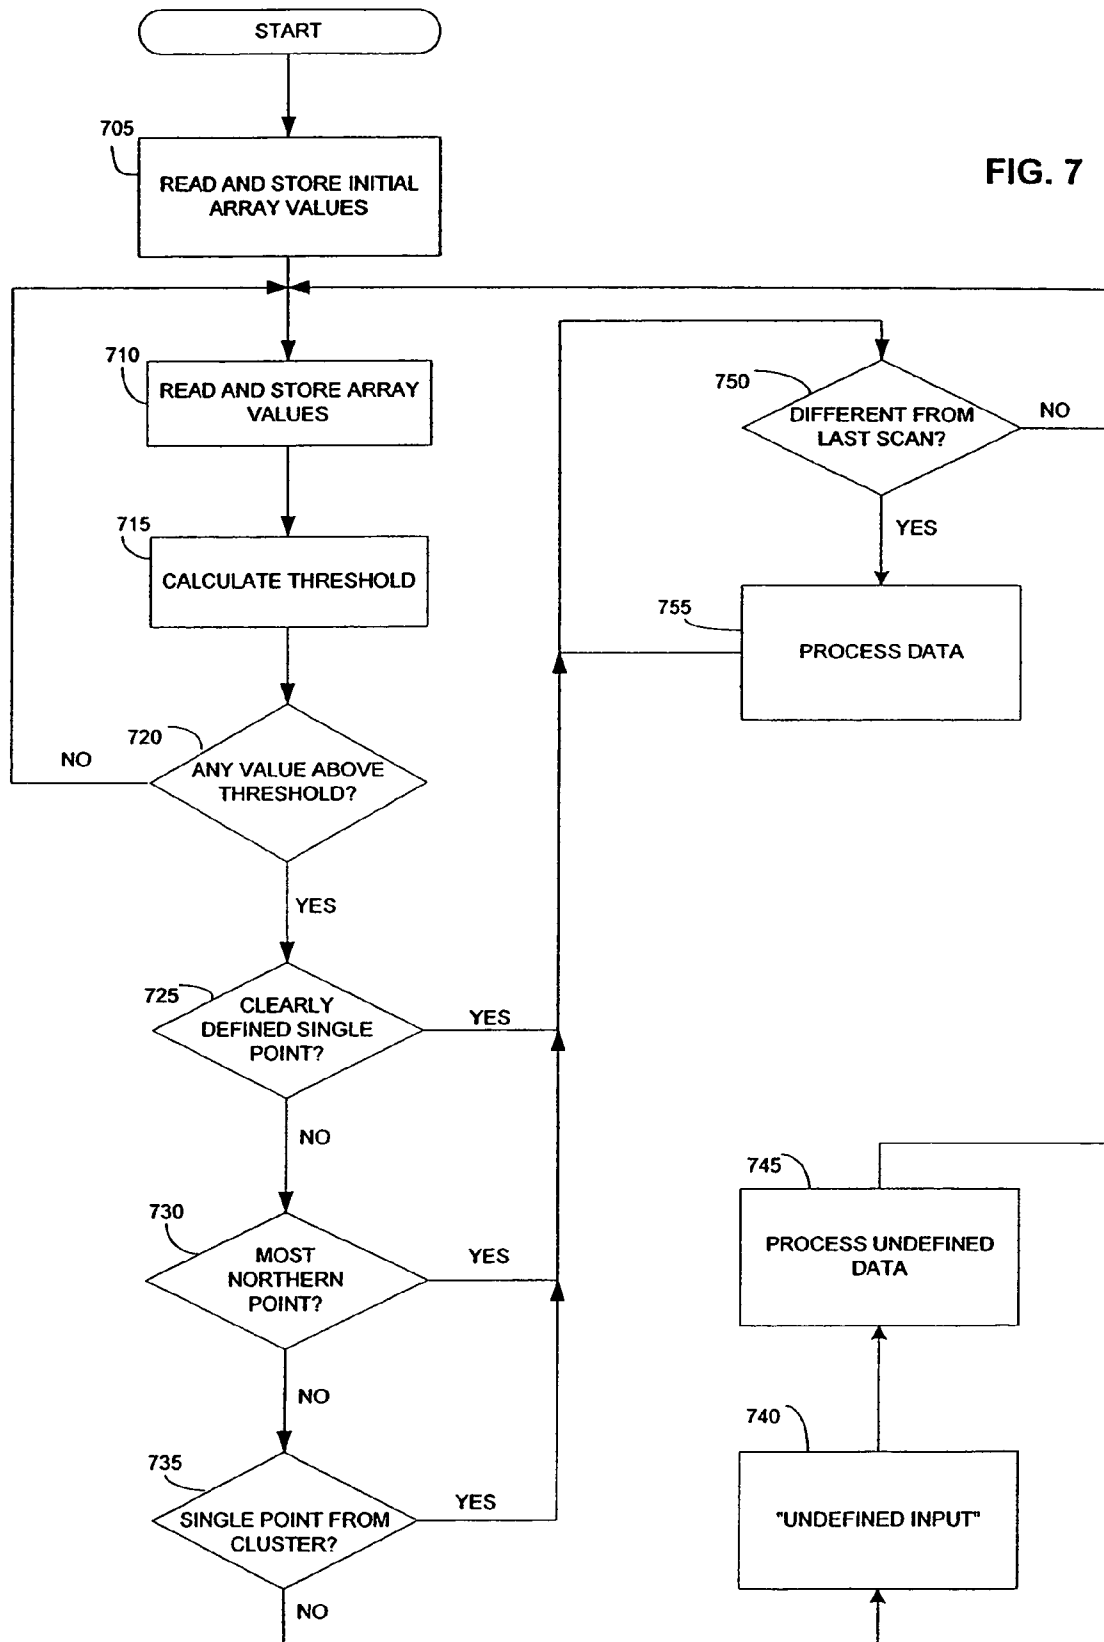 START
705
READ AND STORE INITIAL
ARRAY VALUES
FIG. 7
710
READ AND STORE ARRAY
VALUES
715
CALCULATE THRESHOLD
720
NO
ANY VALUE ABOVE
THRESHOLD?
YES
725
CLEARLY
DEFINED SINGLE
POINT?
YES
NO
730
MOST
NORTHERN
POINT?
YES
NO
735
SINGLE POINT FROM
CLUSTER?
YES
NO
750
DIFFERENT FROM
LAST SCAN?
NO
YES
755
PROCESS DATA
745
PROCESS UNDEFINED
DATA
740
"UNDEFINED INPUT"